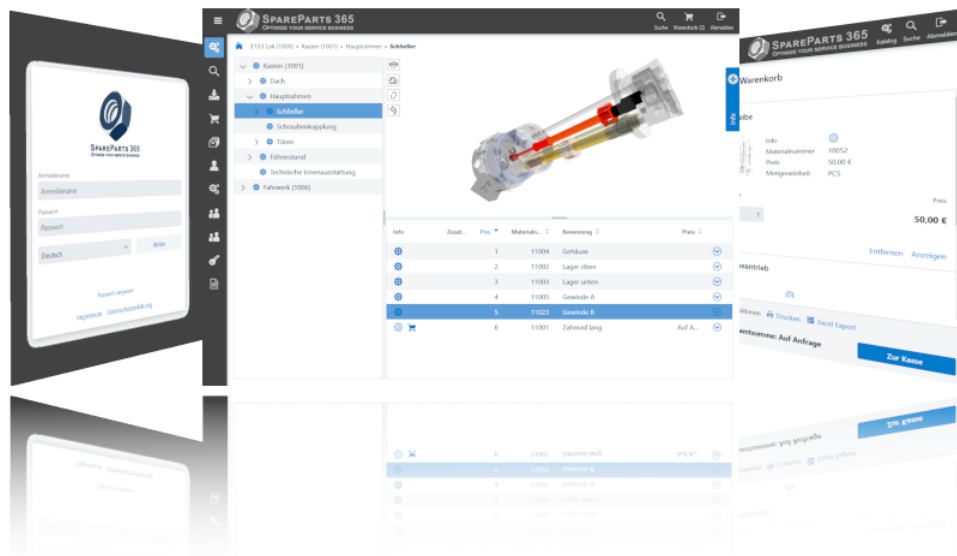 SPAREPARTS 365
OPTIMIZE YOUR SERVICE BUSINESS
Anmeldename
Anmeldename
Passwort
Passwort
Deutsch
Weiter
Passwort vergessen
Impressum Datenschutzerklärung
SPAREPARTS 365
OPTIMIZE YOUR SERVICE BUSINESS
Suche Warenkorb (2) Abmelden
E153 Lok (1000) » Kasten (1001) » Hauptrahmen » Schließer
Kasten (1001)
Dach
Hauptrahmen
Schließer
Schraubenkupplung
Türen
Führerstand
Technische Innenausstattung
Fahrwerk (1006)
Info
Info Zusat... Pos. Materialn... Benennung Preis
1 11004 Gehäuse
2 11002 Lager oben
3 11003 Lager unten
4 11005 Gewinde A
5 11023 Gewinde B
6 11001 Zahnrad lang Auf A...
SPAREPARTS 365
OPTIMIZE YOUR SERVICE BUSINESS
Katalog Suche Abmelden
Warenkorb
Info
Materialnummer 10052
Preis 50,00 €
Mengeneinheit PCS
Preis
1 50,00 €
Entfernen Anzeigen
Drucken Excel Export
Auf Anfrage
Zur Kasse